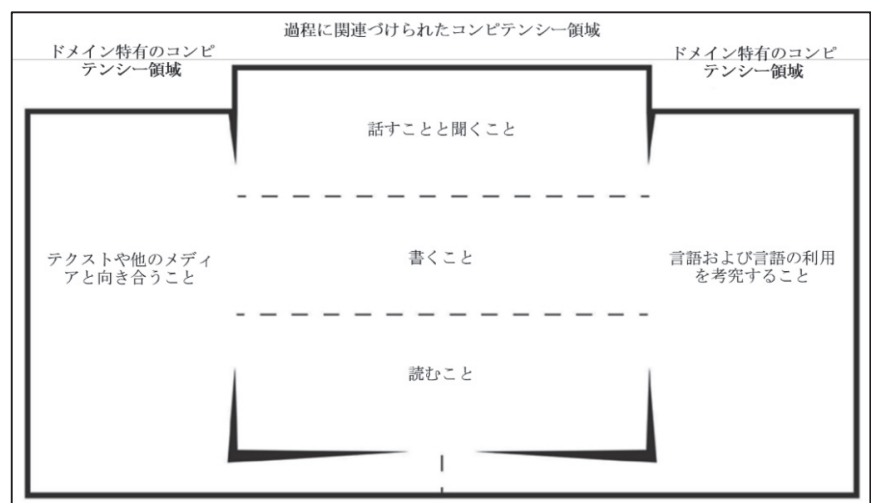 過程に関連づけられたコンピテンシー領域
ドメイン特有のコンピ
テンシー領域
ドメイン特有のコンピ
テンシー領域
話すことと聞くこと
テクストや他のメディ
アと向き合うこと
書くこと
言語および言語の利用
を考究すること
読むこと